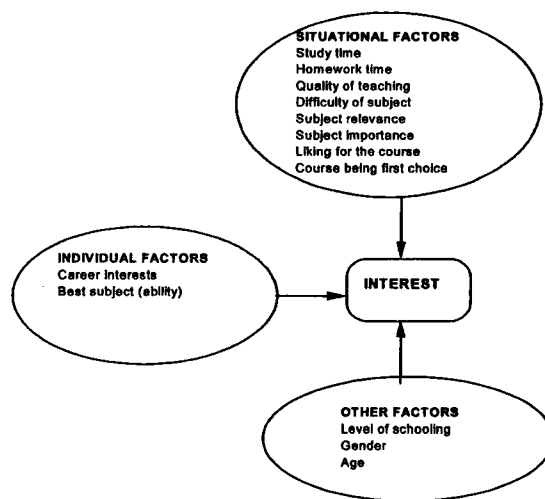 SITUATIONAL FACTORS
Study time
Homework time
Quality of teaching
Difficulty of subject
Subject relevance
Subject importance
Liking for the course
Course being first choice
INDIVIDUAL FACTORS
Career interests
Best subject (ability)
INTEREST
OTHER FACTORS
Level of schooling
Gender
Age